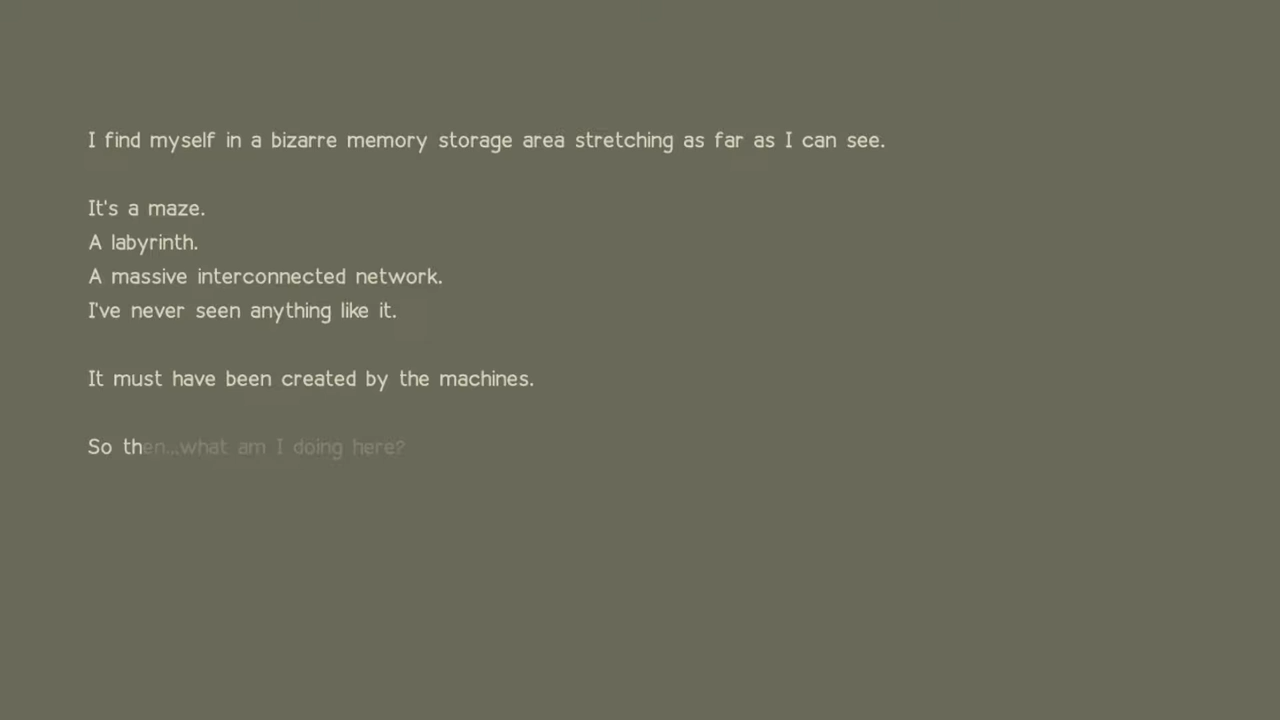 I find myself in a bizarre memory storage area stretching as far as I can see.
It's a maze.
A labyrinth.
A massive interconnected network.
I've never seen anything like it.
It must have been created by the machines.
So then...what am I doing here?